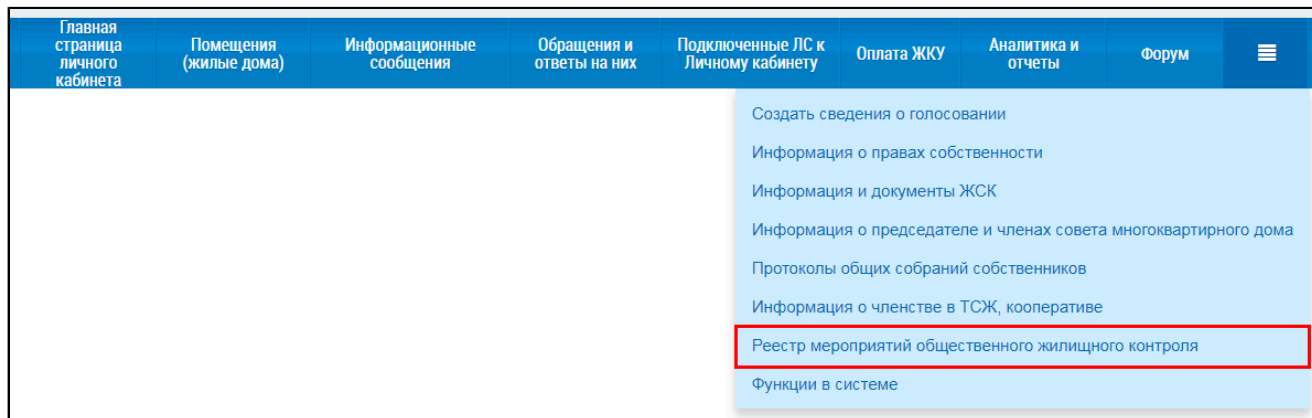 Главная
страница
личного
кабинета
Помещения
(жилые дома)
Информационные
сообщения
Обращения и
ответы на них
Подключенные ЛС к
Личному кабинету
Оплата ЖКУ
Аналитика и
отчеты
Форум
Создать сведения о голосовании
Информация о правах собственности
Информация и документы ЖСК
Информация о председателе и членах совета многоквартирного дома
Протоколы общих собраний собственников
Информация о членстве в ТСЖ, кооперативе
Реестр мероприятий общественного жилищного контроля
Функции в системе